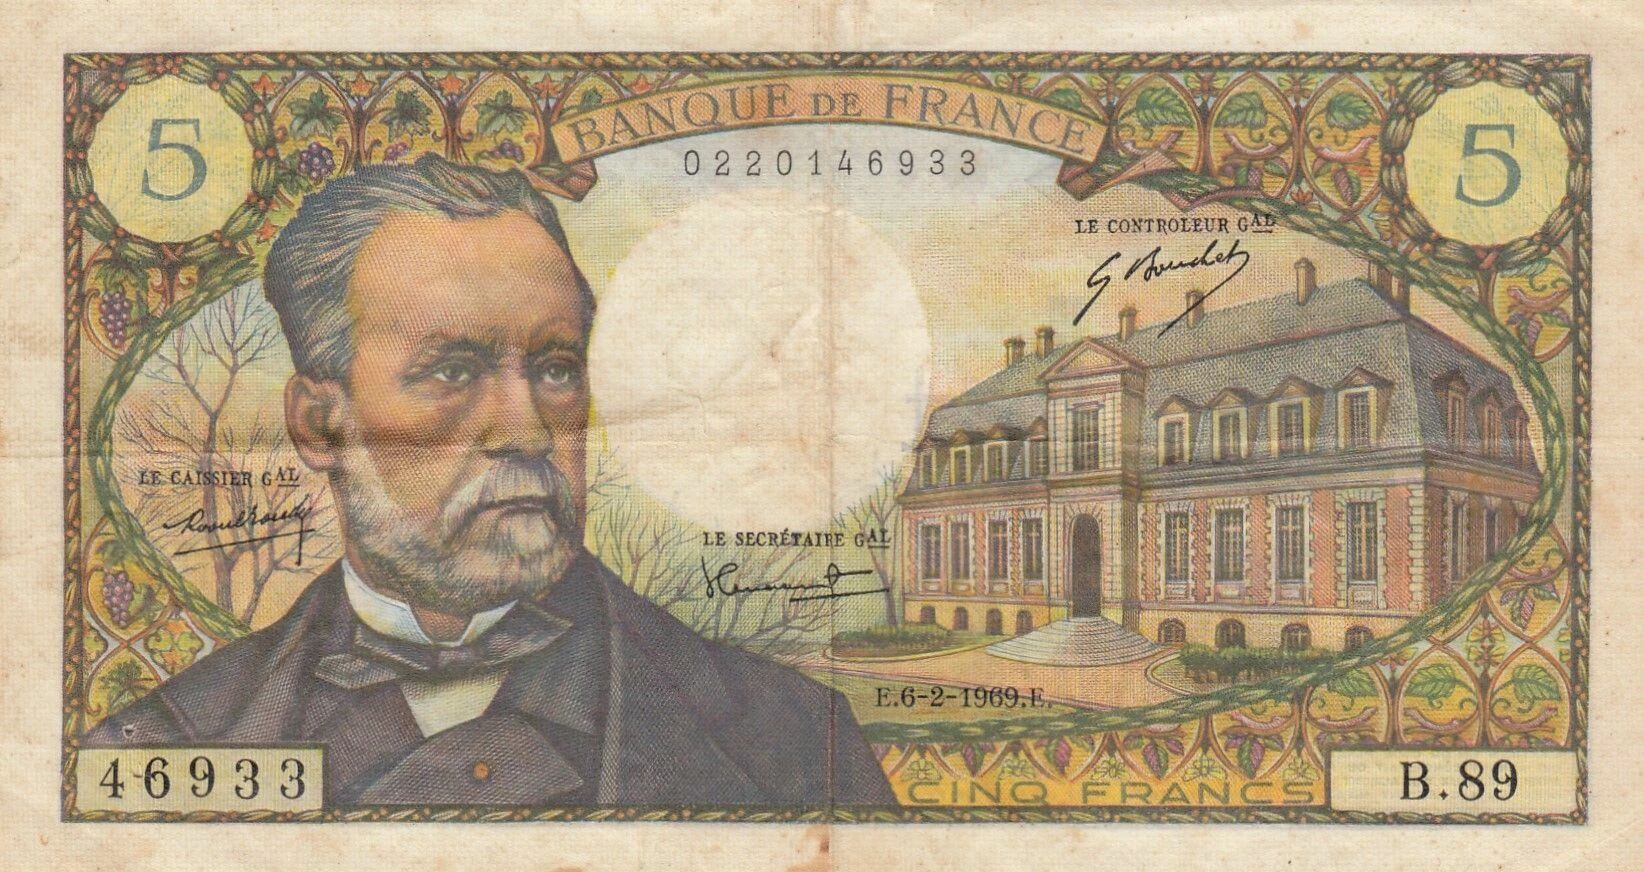 BANQUE DE FRANCE
5
5
0220146933
LE CONTROLEUR GAL
G Bouchet
LE CAISSIER GAL
LE SECRÉTAIRE GAL
E.6-2-1969.E.
46933
CINQ FRANCS
B.89